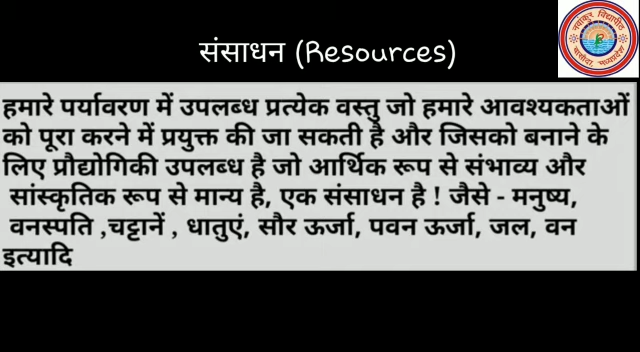 संसाधन (Resources)
हमारे पर्यावरण में उपलब्ध प्रत्येक वस्तु जो हमारे आवश्यकताओं
को पूरा करने में प्रयुक्त की जा सकती है और जिसको बनाने के
लिए प्रौद्योगिकी उपलब्ध है जो आर्थिक रूप से संभाव्य और
सांस्कृतिक रूप से मान्य है, एक संसाधन है ! जैसे - मनुष्य,
वनस्पति ,चट्टानें , धातुएं, सौर ऊर्जा, पवन ऊर्जा, जल, वन
इत्यादि